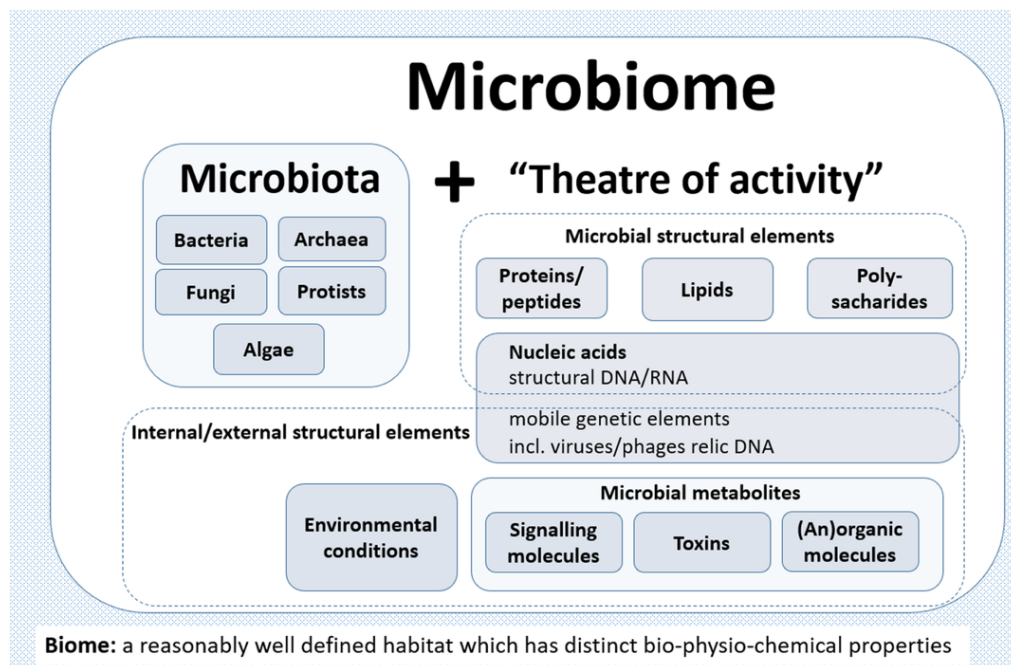 Microbiome
Microbiota
+
“Theatre of activity”
Bacteria
Archaea
Fungi
Protists
Algae
Microbial structural elements
Proteins/
peptides
Lipids
Poly-
sacharides
Nucleic acids
structural DNA/RNA
mobile genetic elements
incl. viruses/phages relic DNA
Internal/external structural elements
Environmental
conditions
Microbial metabolites
Signalling
molecules
Toxins
(An)organic
molecules
Biome: a reasonably well defined habitat which has distinct bio-physio-chemical properties